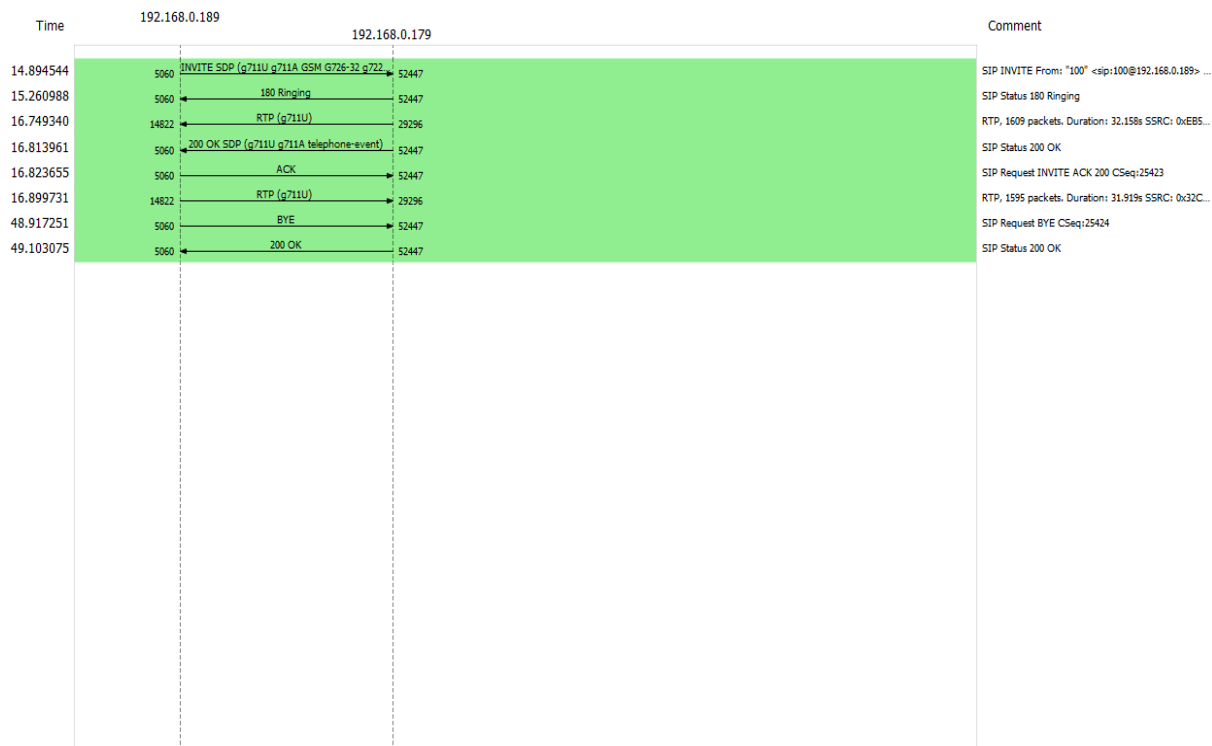 Time 192.168.0.189 192.168.0.179 Comment
14.894544 5060 INVITE SDP (g711U g711A GSM G726-32 g722... 52447 SIP INVITE From: "100" <sip:100@192.168.0.189> ...
15.260988 5060 180 Ringing 52447 SIP Status 180 Ringing
16.749340 14822 RTP (g711U) 29296 RTP, 1609 packets. Duration: 32.158s SSRC: 0xEB5...
16.813961 5060 200 OK SDP (g711U g711A telephone-event) 52447 SIP Status 200 OK
16.823655 5060 ACK 52447 SIP Request INVITE ACK 200 CSeq:25423
16.899731 14822 RTP (g711U) 29296 RTP, 1595 packets. Duration: 31.919s SSRC: 0x32C...
48.917251 5060 BYE 52447 SIP Request BYE CSeq:25424
49.103075 5060 200 OK 52447 SIP Status 200 OK